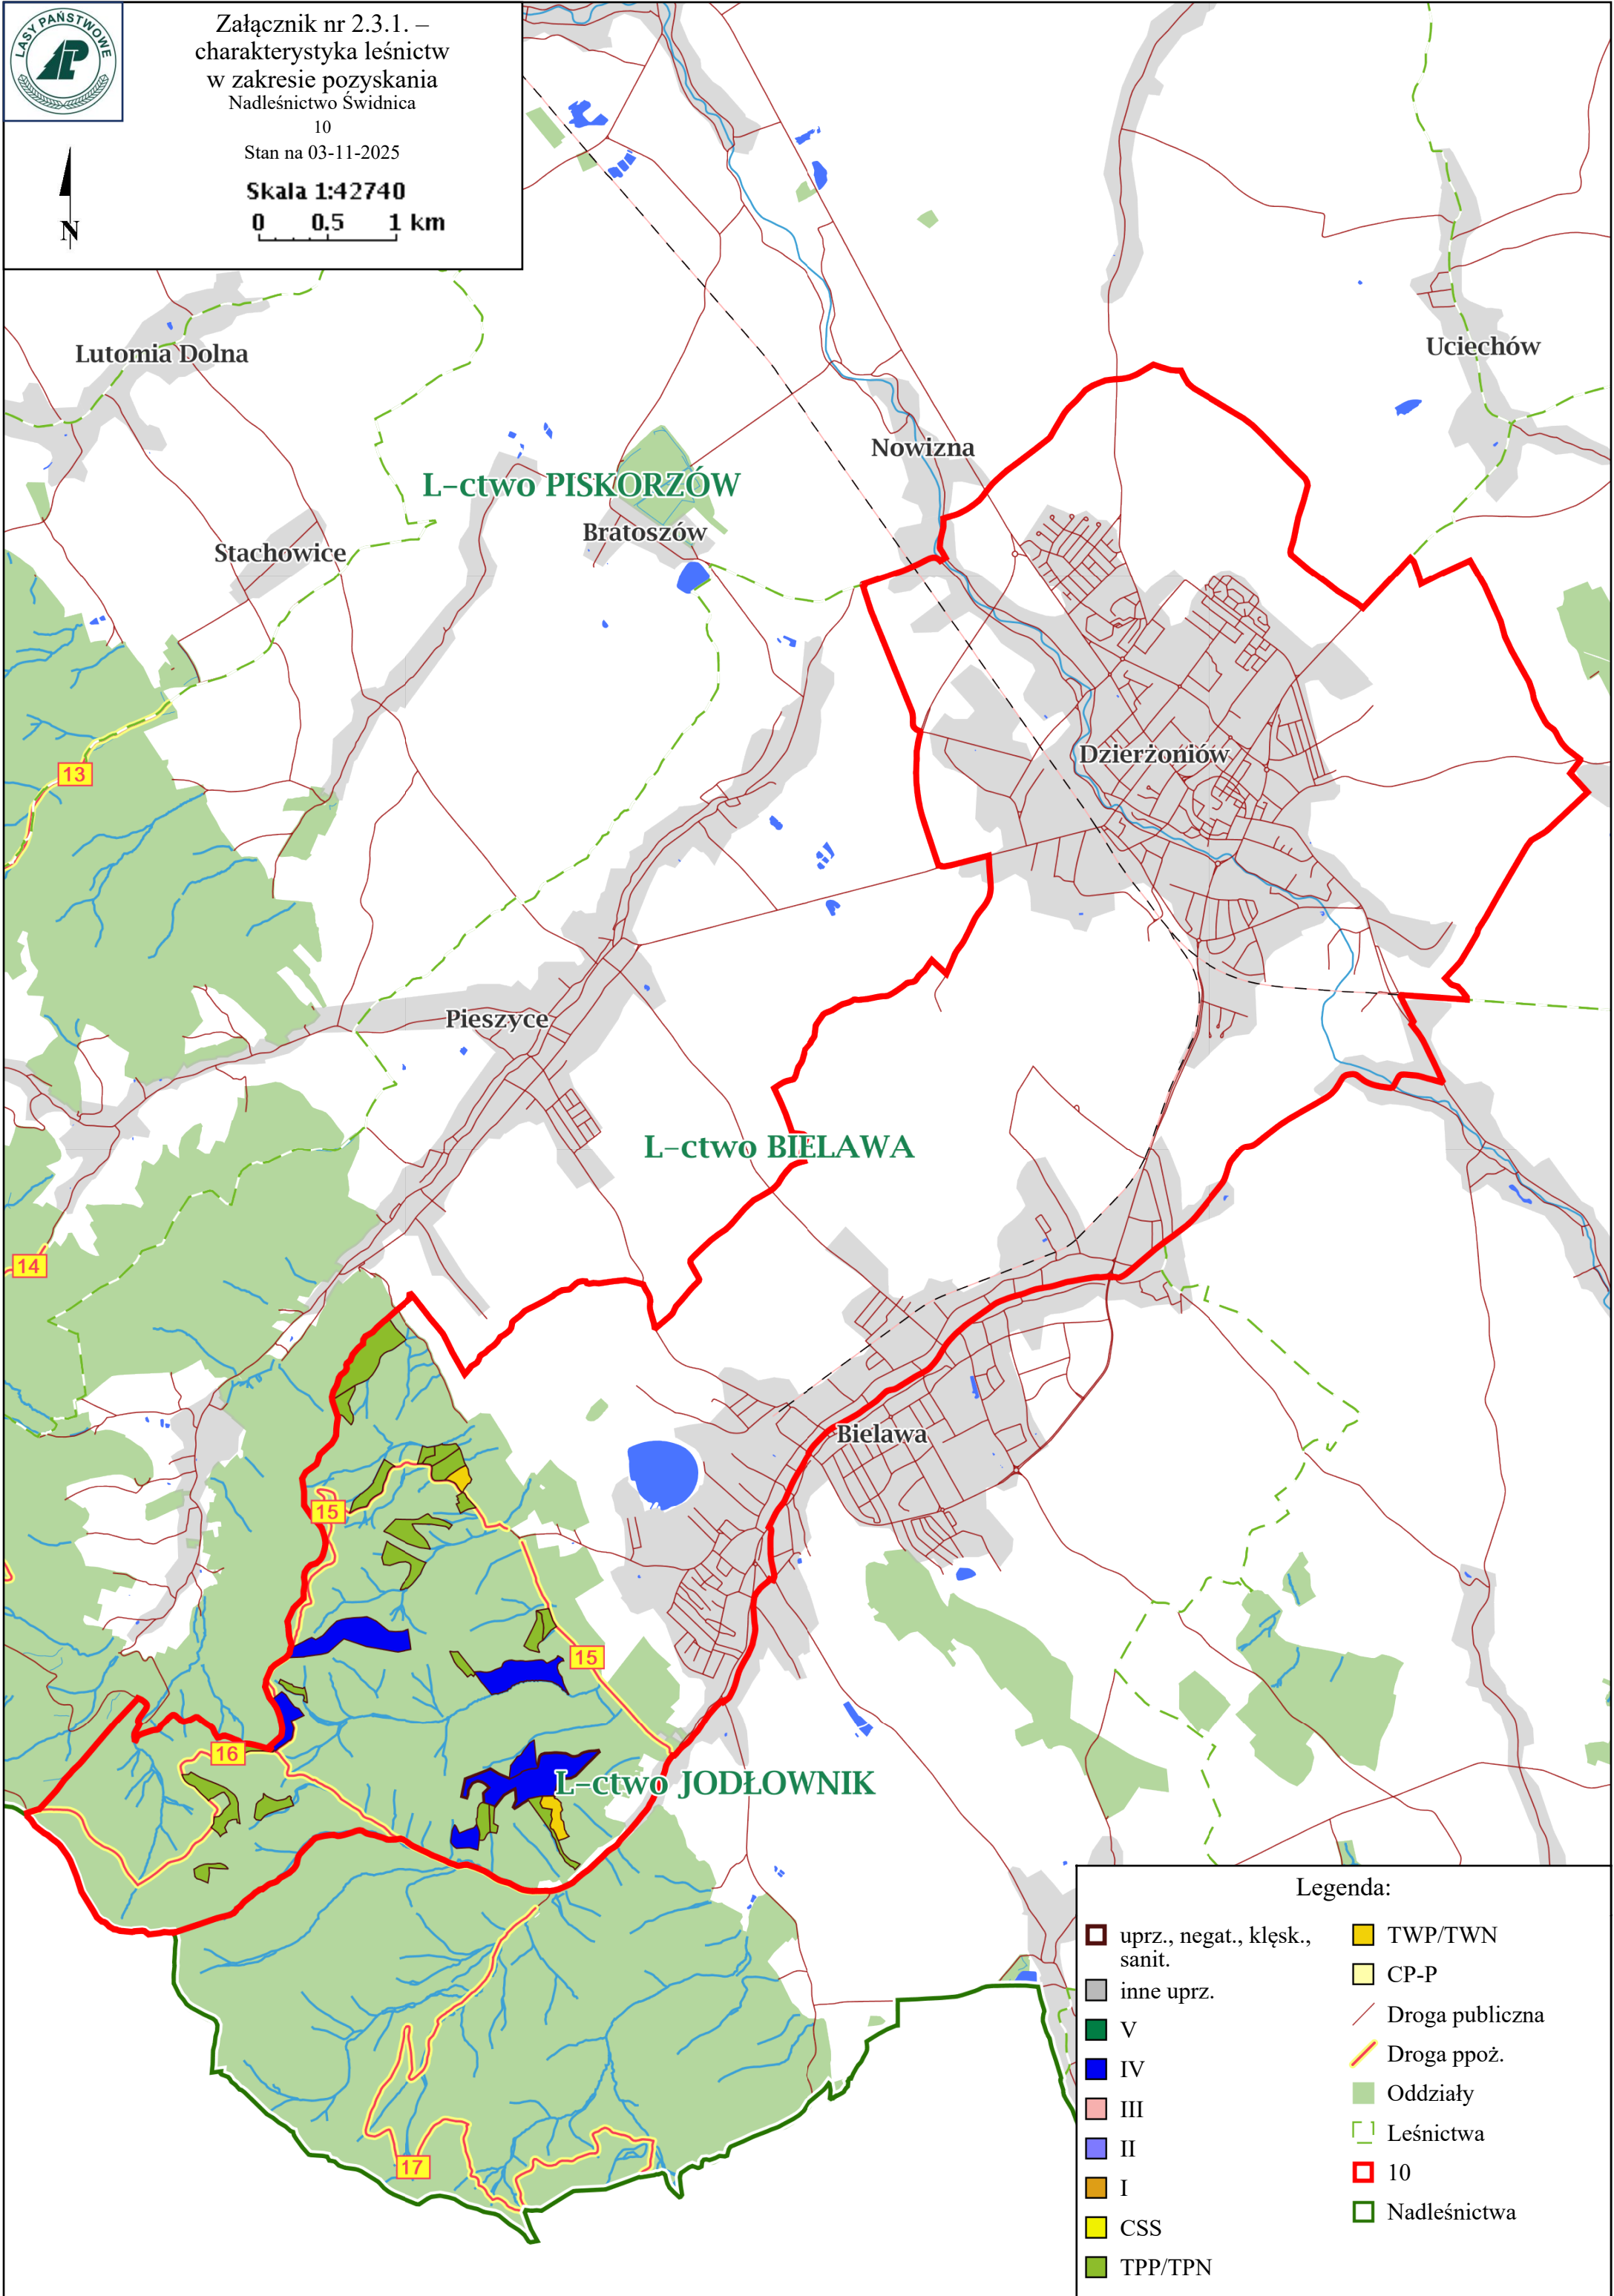 LASY PAŃSTWOWE
Załącznik nr 2.3.1. –
charakterystyka leśnictw
w zakresie pozyskania
Nadleśnictwo Świdnica
10
Stan na 03-11-2025
Skala 1:42740
0 0.5 1 km
N
Lutomia Dolna
Uciechów
Nowizna
L-ctwo PISKORZÓW
Bratoszów
Stachowice
Dzierżoniów
13
Pieszyce
L-ctwo BIELAWA
14
Bielawa
15
15
16
L-ctwo JODŁOWNIK
17
Legenda:
uprz., negat., klęsk.,
sanit.
inne uprz.
V
IV
III
II
I
CSS
TPP/TPN
TWP/TWN
CP-P
Droga publiczna
Droga ppoż.
Oddziały
Leśnictwa
10
Nadleśnictwa